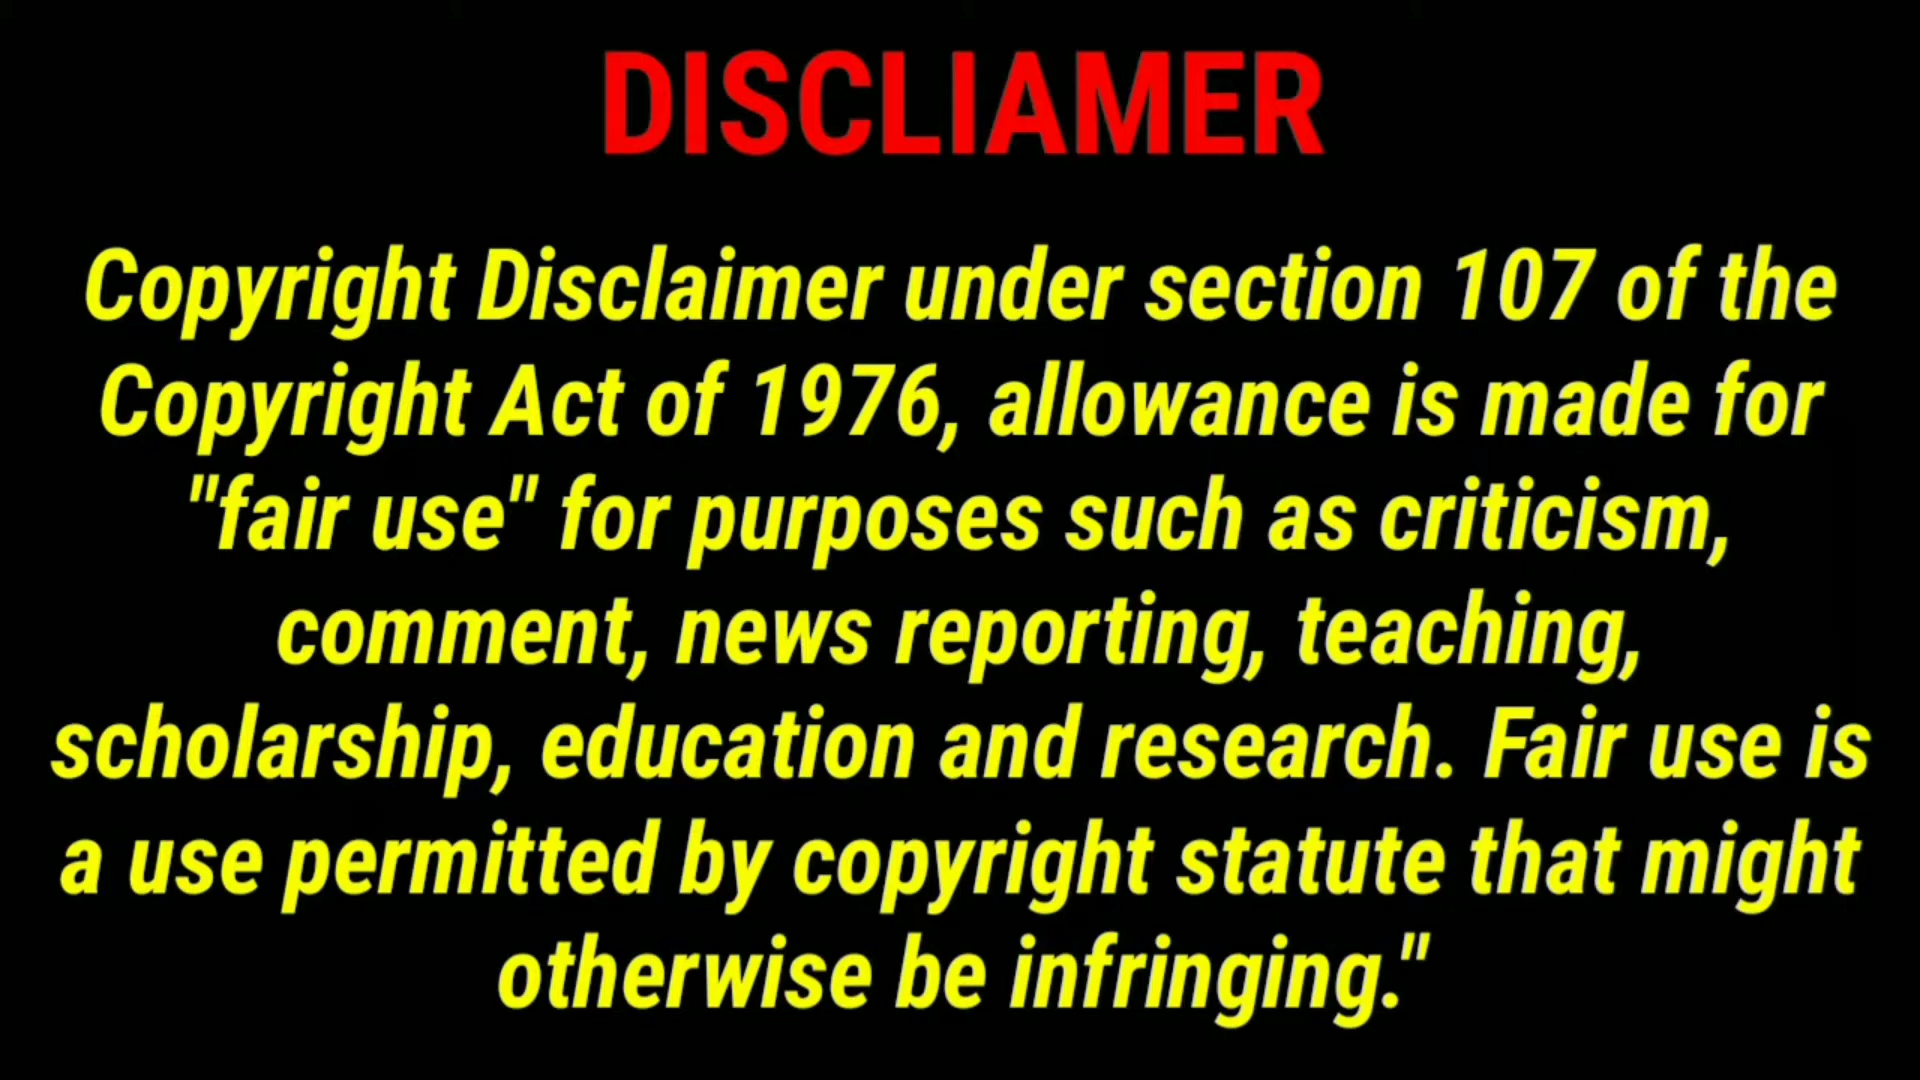 DISCLIAMER
Copyright Disclaimer under section 107 of the
Copyright Act of 1976, allowance is made for
"fair use" for purposes such as criticism,
comment, news reporting, teaching,
scholarship, education and research. Fair use is
a use permitted by copyright statute that might
otherwise be infringing."